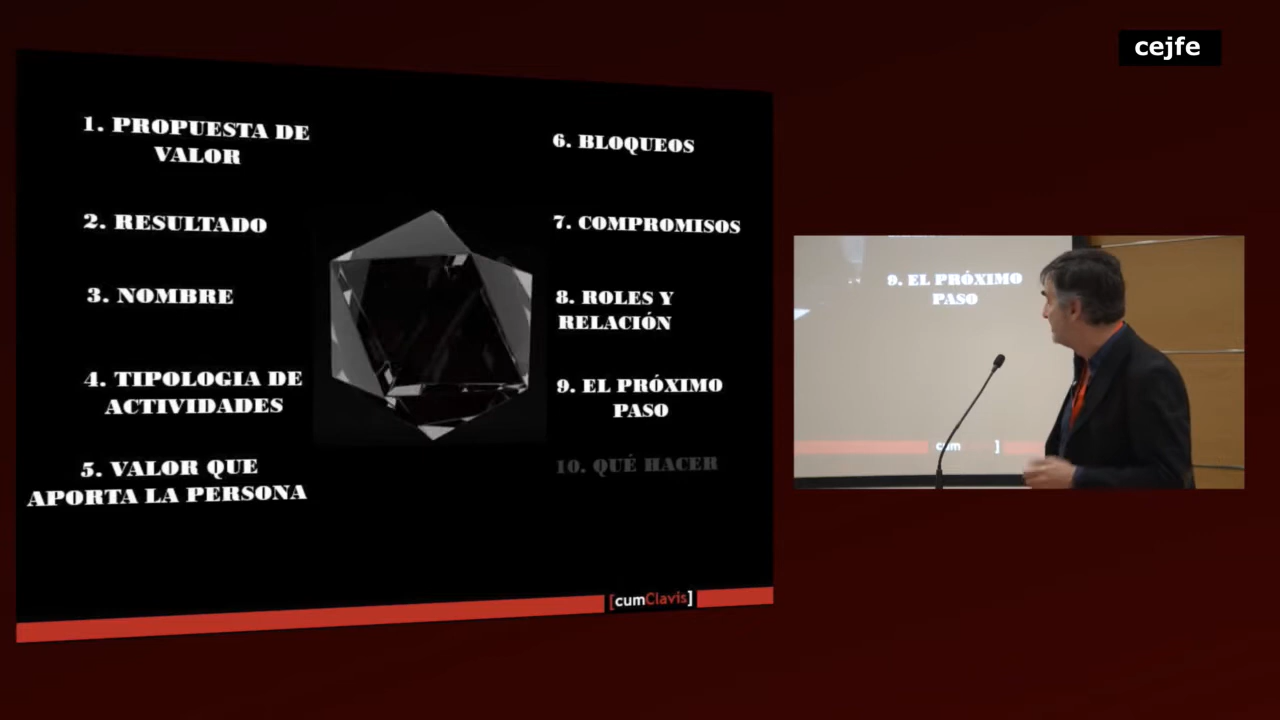 cejfe
1. PROPUESTA DE
VALOR
2. RESULTADO
3. NOMBRE
4. TIPOLOGIA DE
ACTIVIDADES
5. VALOR QUE
APORTA LA PERSONA
6. BLOQUEOS
7. COMPROMISOS
8. ROLES Y
RELACIÓN
9. EL PRÓXIMO
PASO
10. QUÉ HACER
[cumClavis]
9. EL PRÓXIMO
PASO
cum ]